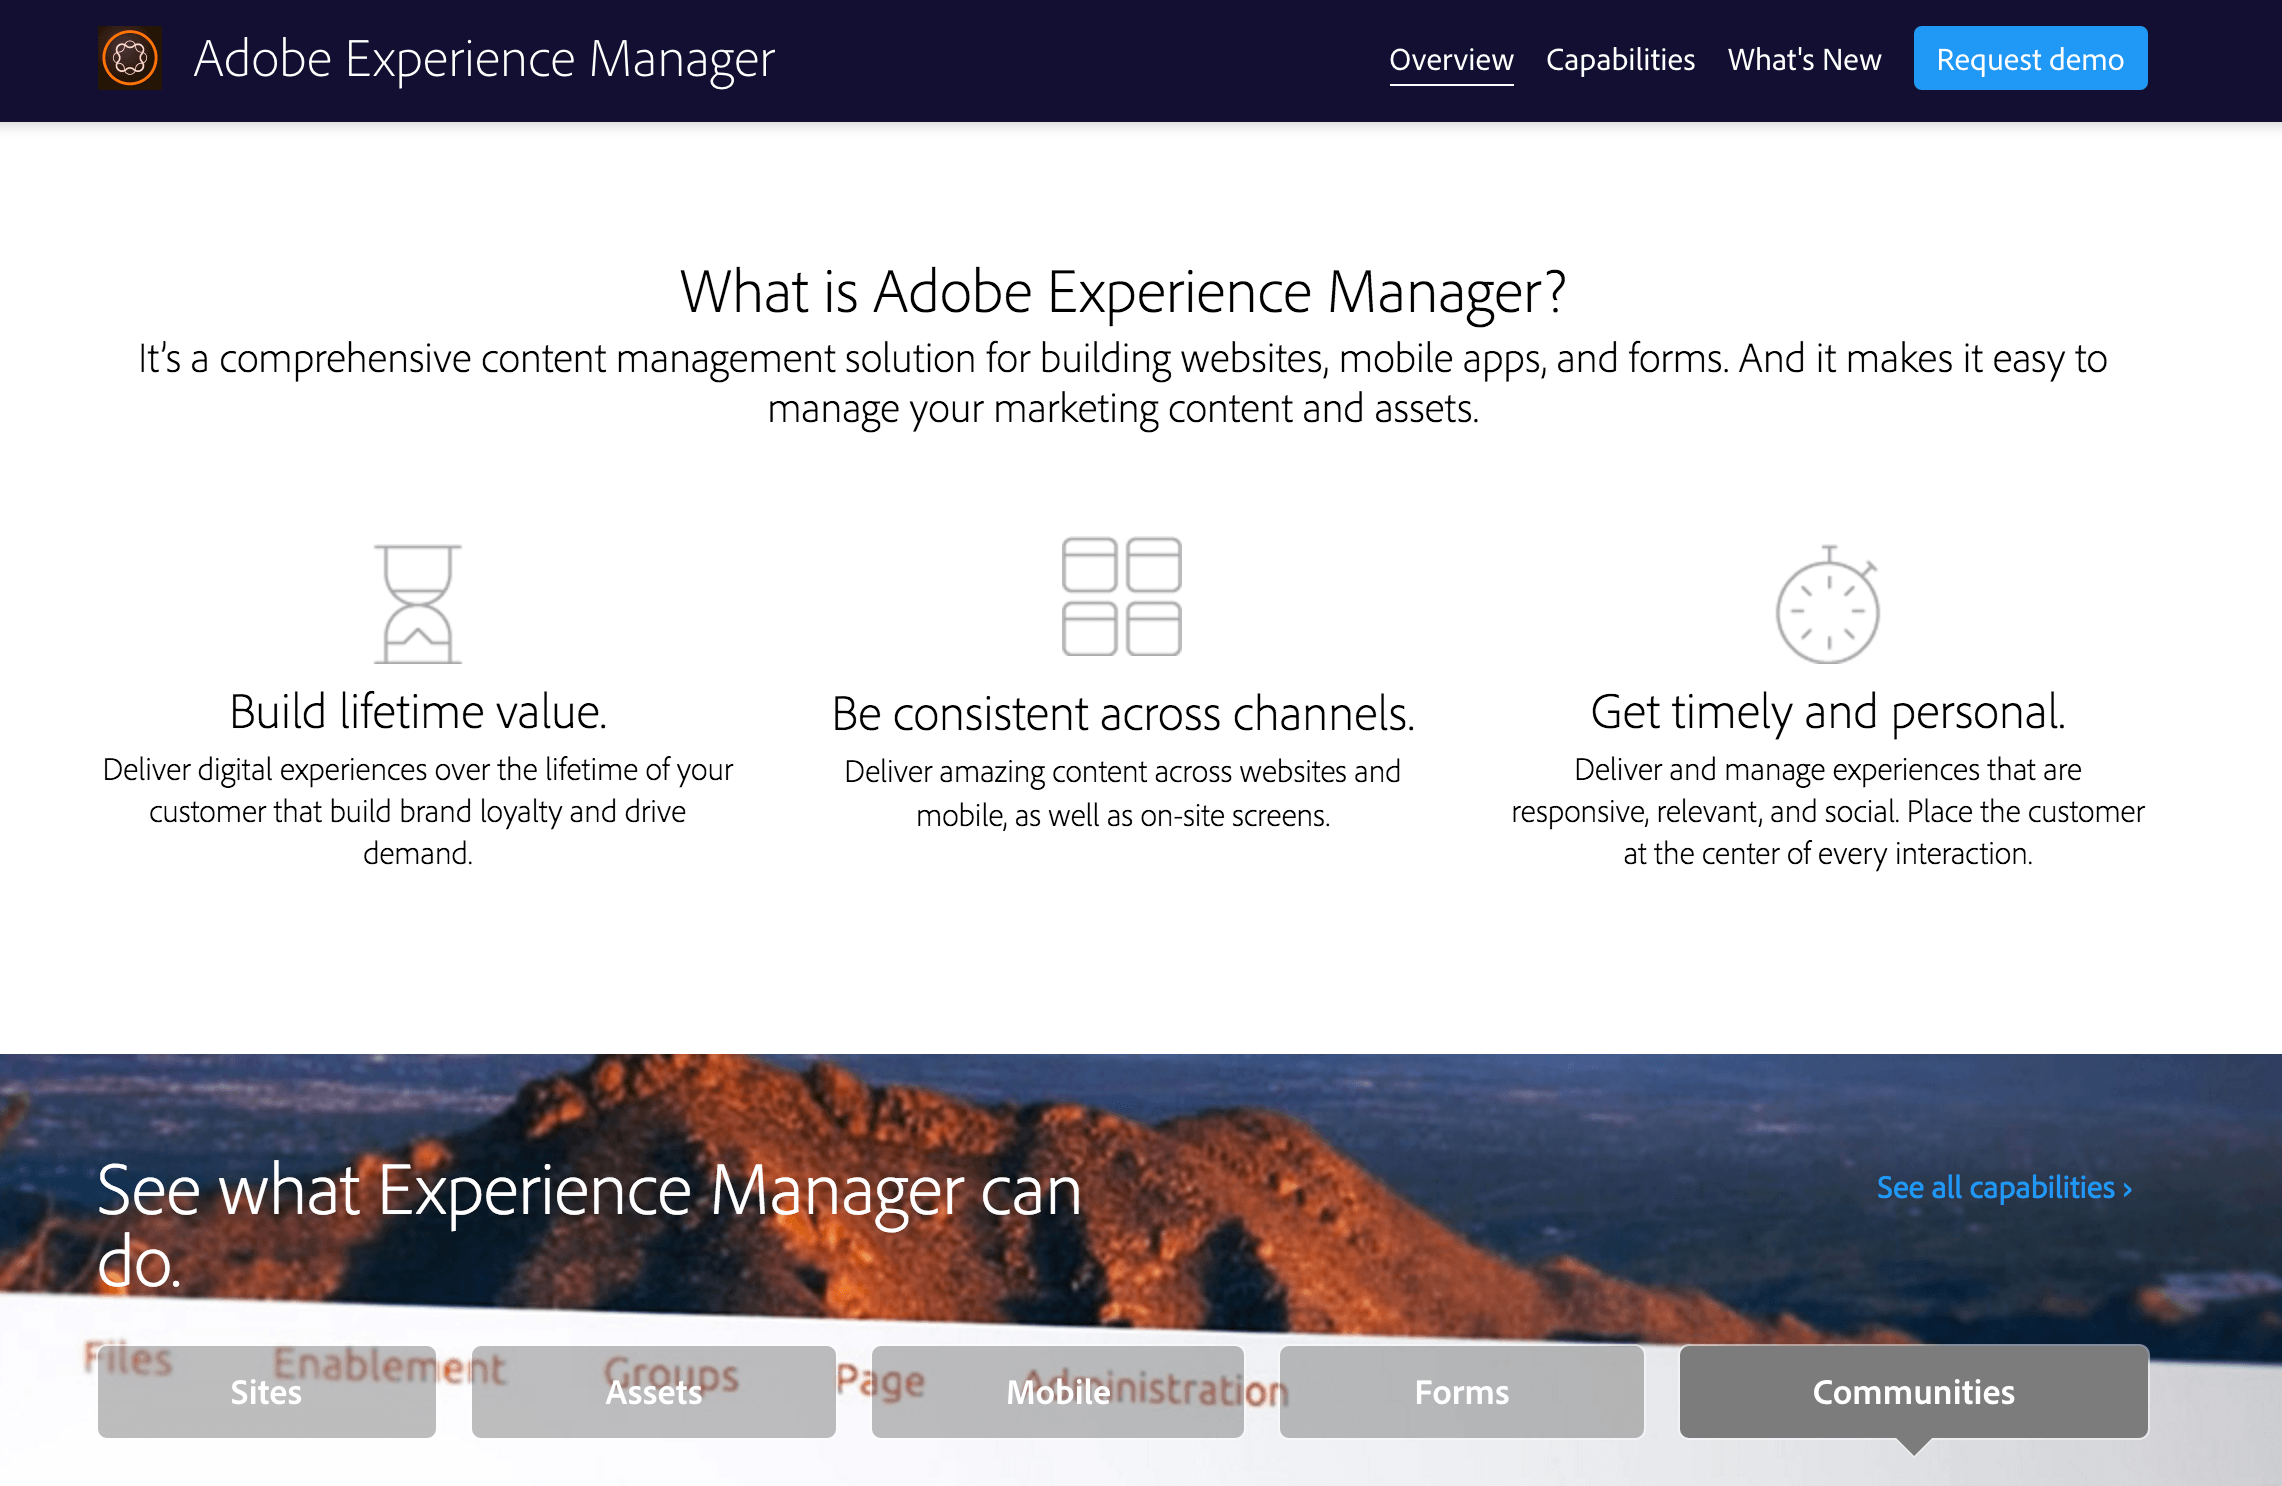 Adobe Experience Manager
Overview
Capabilities
What's New
Request demo
What is Adobe Experience Manager?
It's a comprehensive content management solution for building websites, mobile apps, and forms. And it makes it easy to
manage your marketing content and assets.
Build lifetime value.
Deliver digital experiences over the lifetime of your
customer that build brand loyalty and drive
demand.
Be consistent across channels.
Deliver amazing content across websites and
mobile, as well as on-site screens.
Get timely and personal.
Deliver and manage experiences that are
responsive, relevant, and social. Place the customer
at the center of every interaction.
See what Experience Manager can
do.
See all capabilities ›
Files
Enablement
Groups
Page
Administration
Sites
Assets
Mobile
Forms
Communities